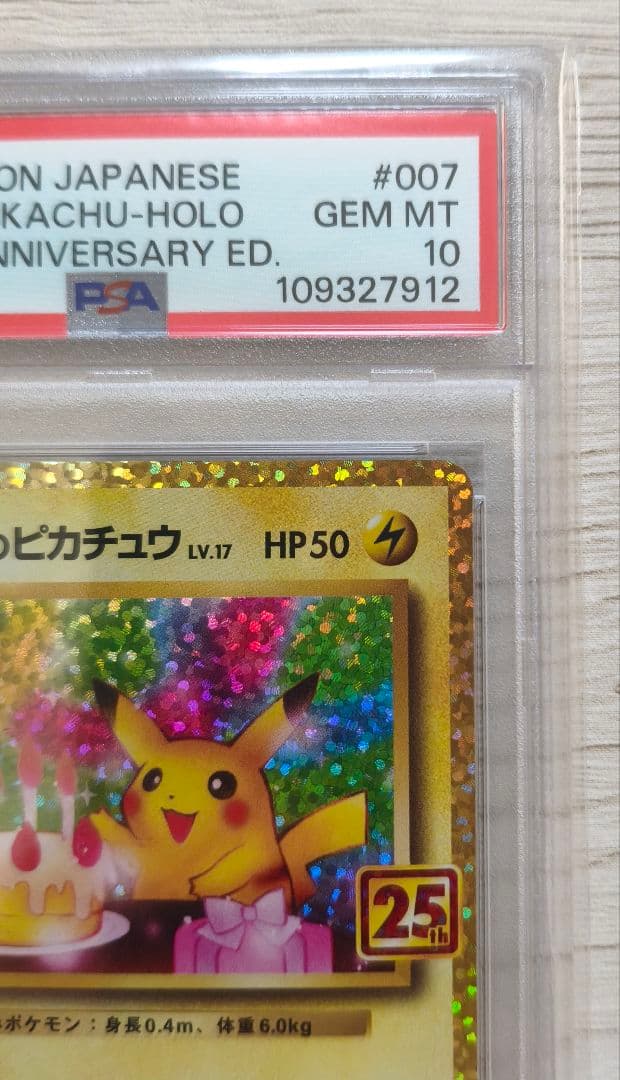 ON JAPANESE #007
KACHU-HOLO GEM MT
NNIVERSARY ED. 10
PSA 109327912
のピカチュウ LV.17 HP50
25th
ポケモン：身長0.4m、体重6.0kg